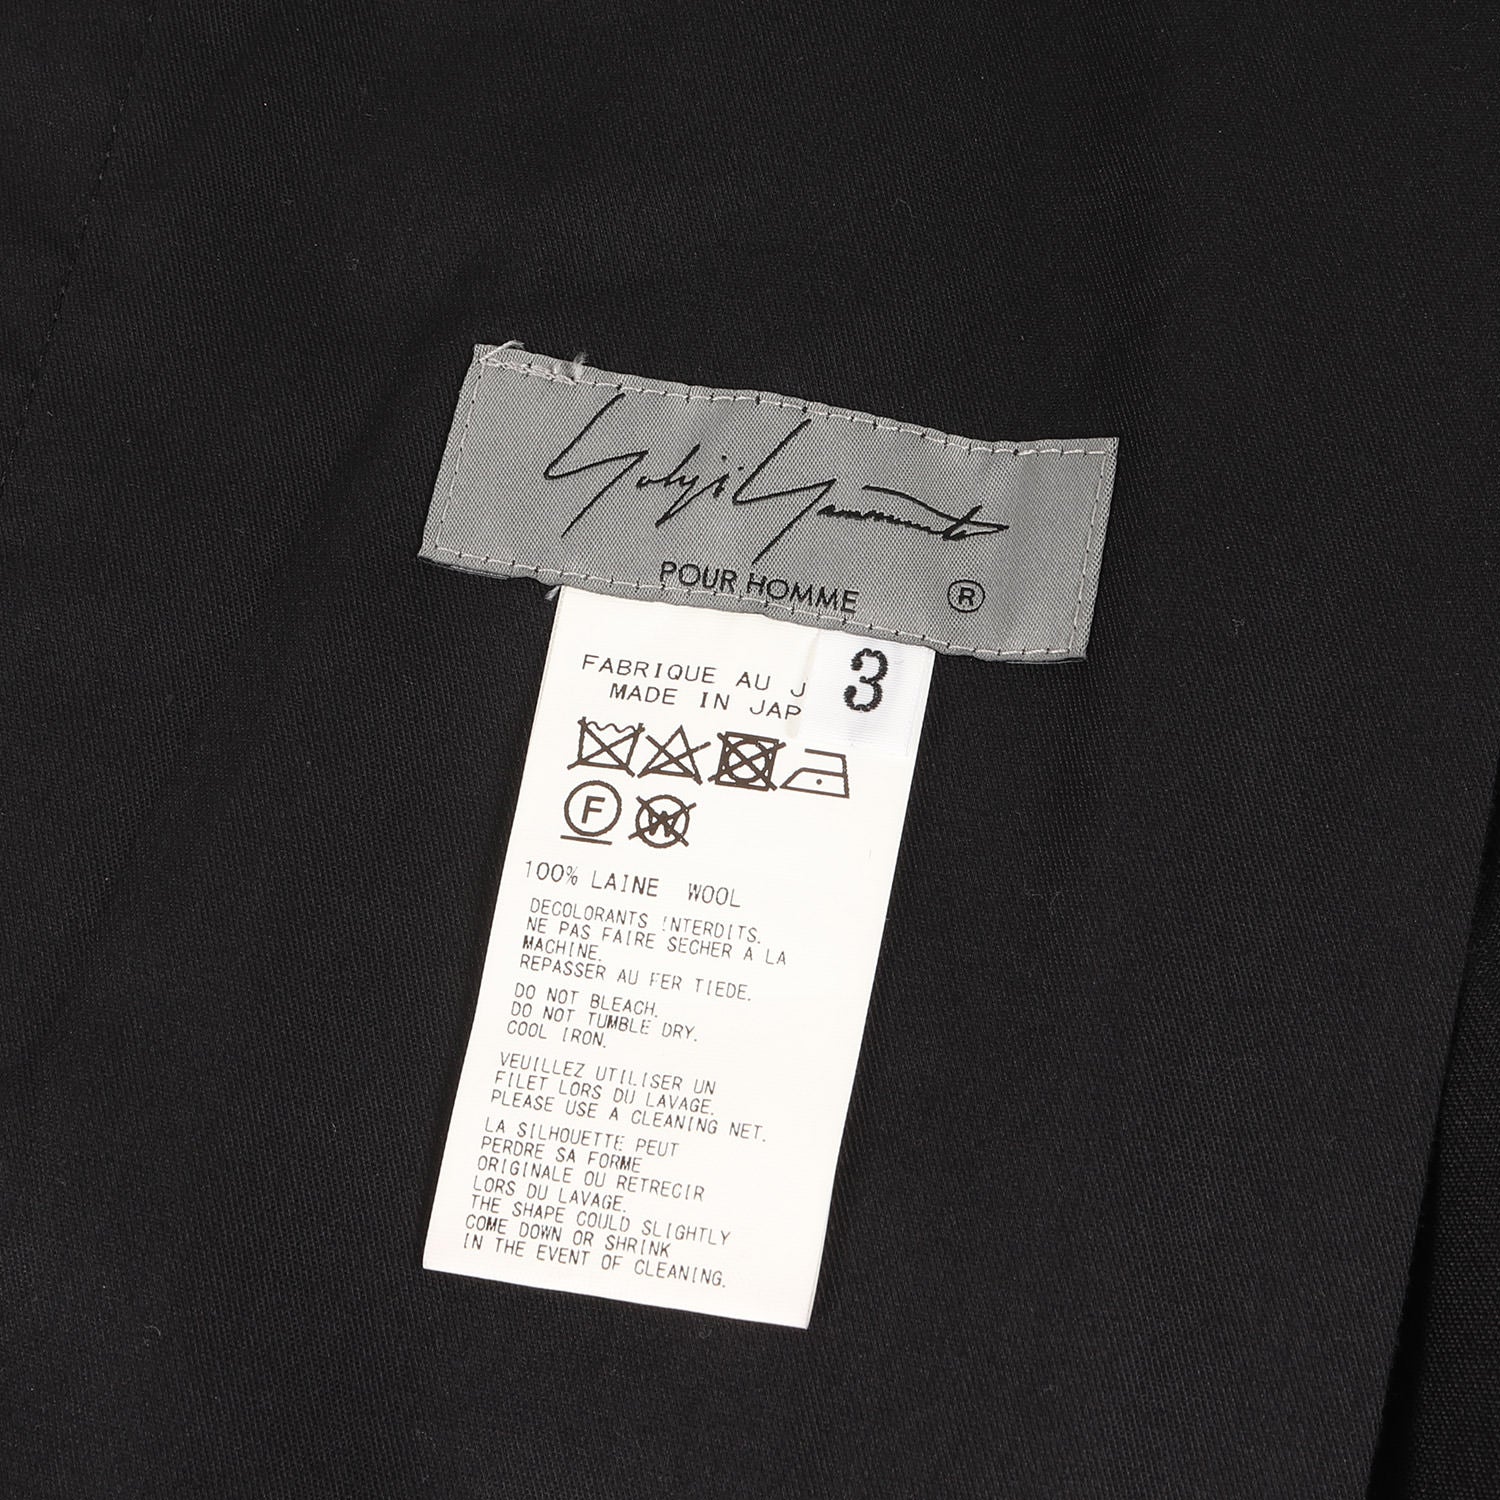 Yohji Yamamoto
POUR HOMME ®
3
FABRIQUE AU J
MADE IN JAP
F
W
100% LAINE WOOL
DECOLORANTS INTERDITS.
NE PAS FAIRE SECHER A LA
MACHINE.
REPASSER AU FER TIEDE.
DO NOT BLEACH.
DO NOT TUMBLE DRY.
COOL IRON.
VEUILLEZ UTILISER UN
FILET LORS DU LAVAGE.
PLEASE USE A CLEANING NET.
LA SILHOUETTE PEUT
PERDRE SA FORME
ORIGINALE OU RETRECIR
LORS DU LAVAGE.
THE SHAPE COULD SLIGHTLY
COME DOWN OR SHRINK
IN THE EVENT OF CLEANING.